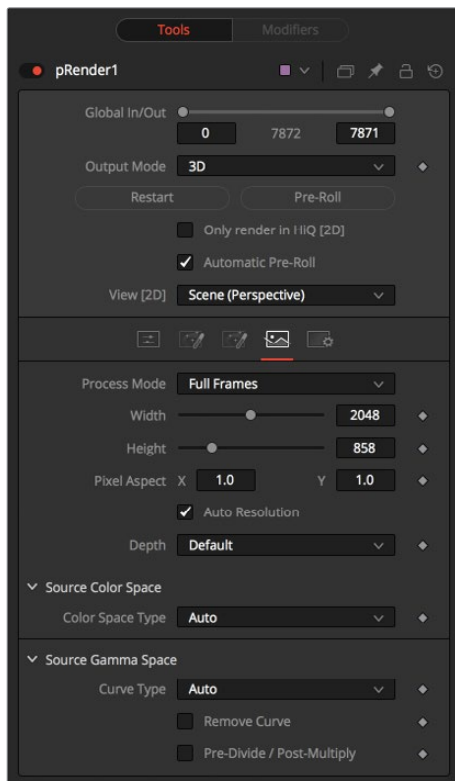 Tools Modifiers
pRender1
Global In/Out
0 7872 7871
Output Mode 3D
Restart Pre-Roll
Only render in HiQ [2D]
Automatic Pre-Roll
View [2D] Scene (Perspective)
Process Mode Full Frames
Width 2048
Height 858
Pixel Aspect X 1.0 Y 1.0
Auto Resolution
Depth Default
Source Color Space
Color Space Type Auto
Source Gamma Space
Curve Type Auto
Remove Curve
Pre-Divide / Post-Multiply